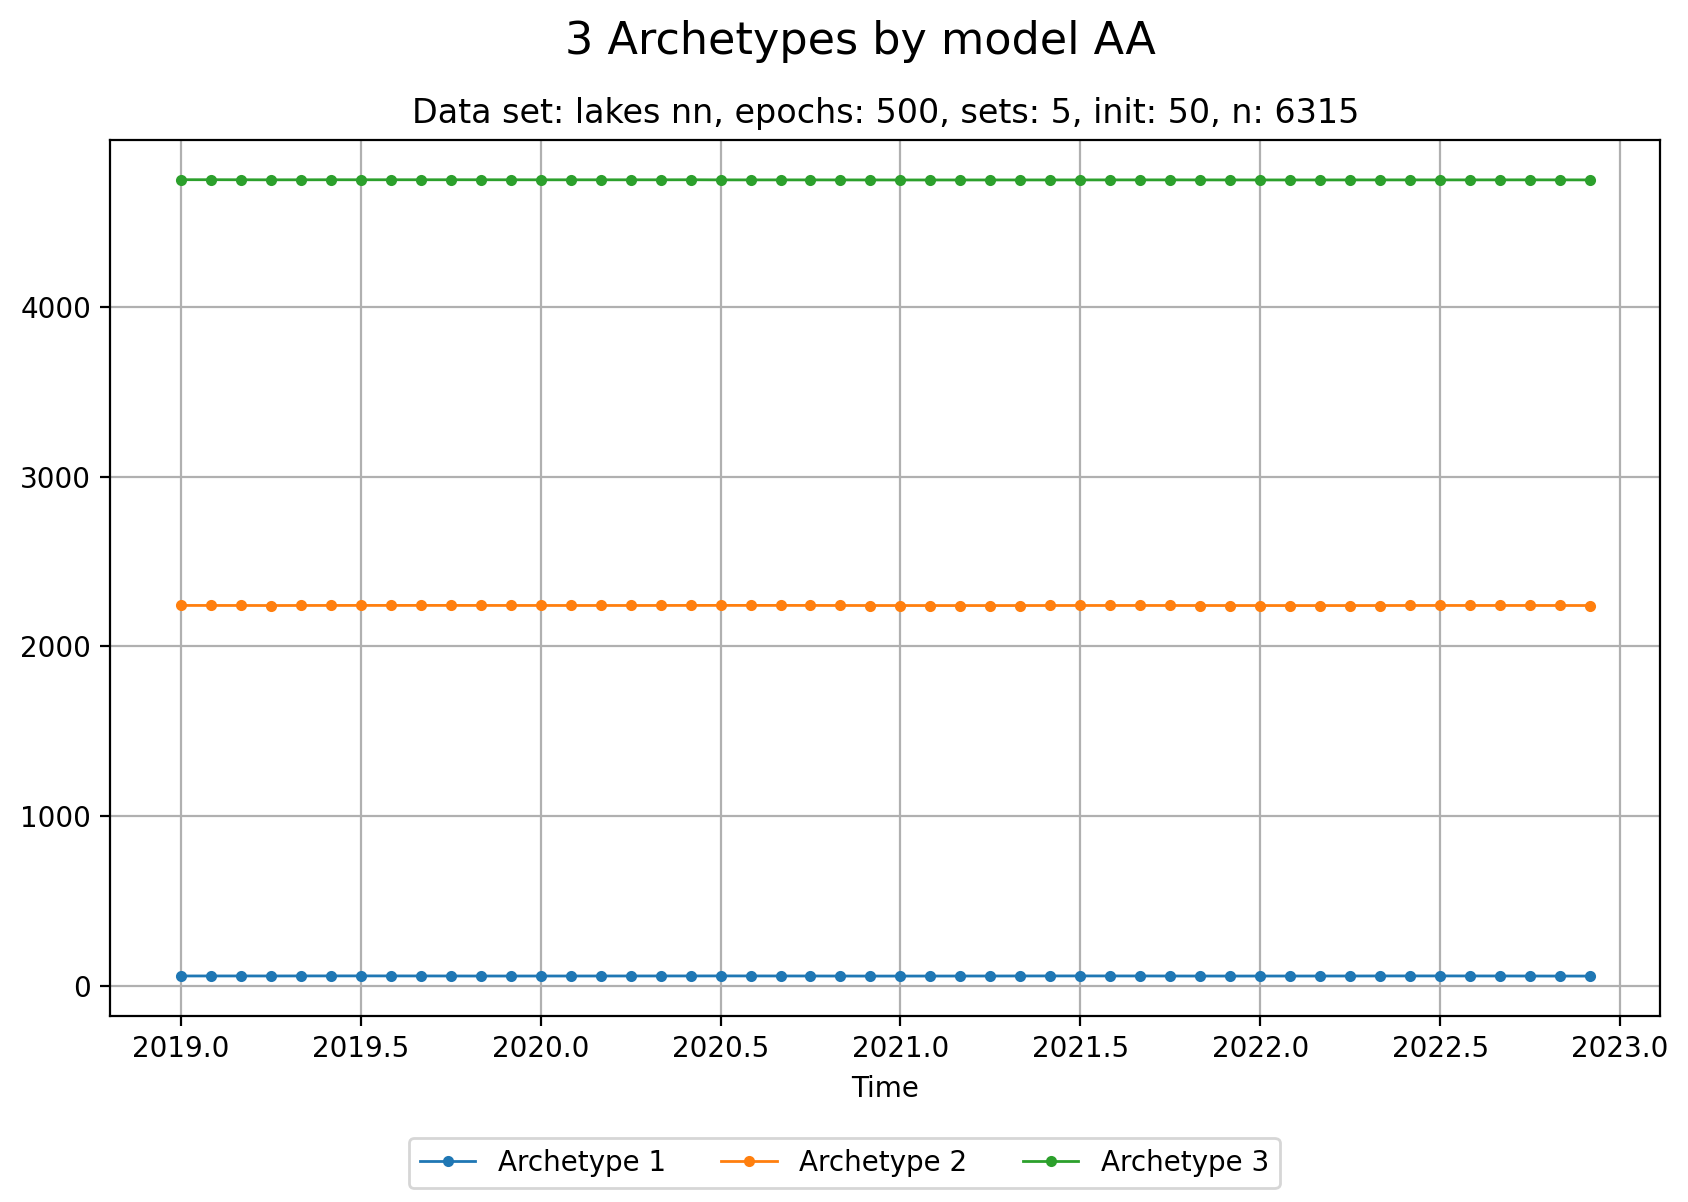 3 Archetypes by model AA
Data set: lakes nn, epochs: 500, sets: 5, init: 50, n: 6315
4000
3000
2000
1000
0
2019.0 2019.5 2020.0 2020.5 2021.0 2021.5 2022.0 2022.5 2023.0
Time
Archetype 1 Archetype 2 Archetype 3